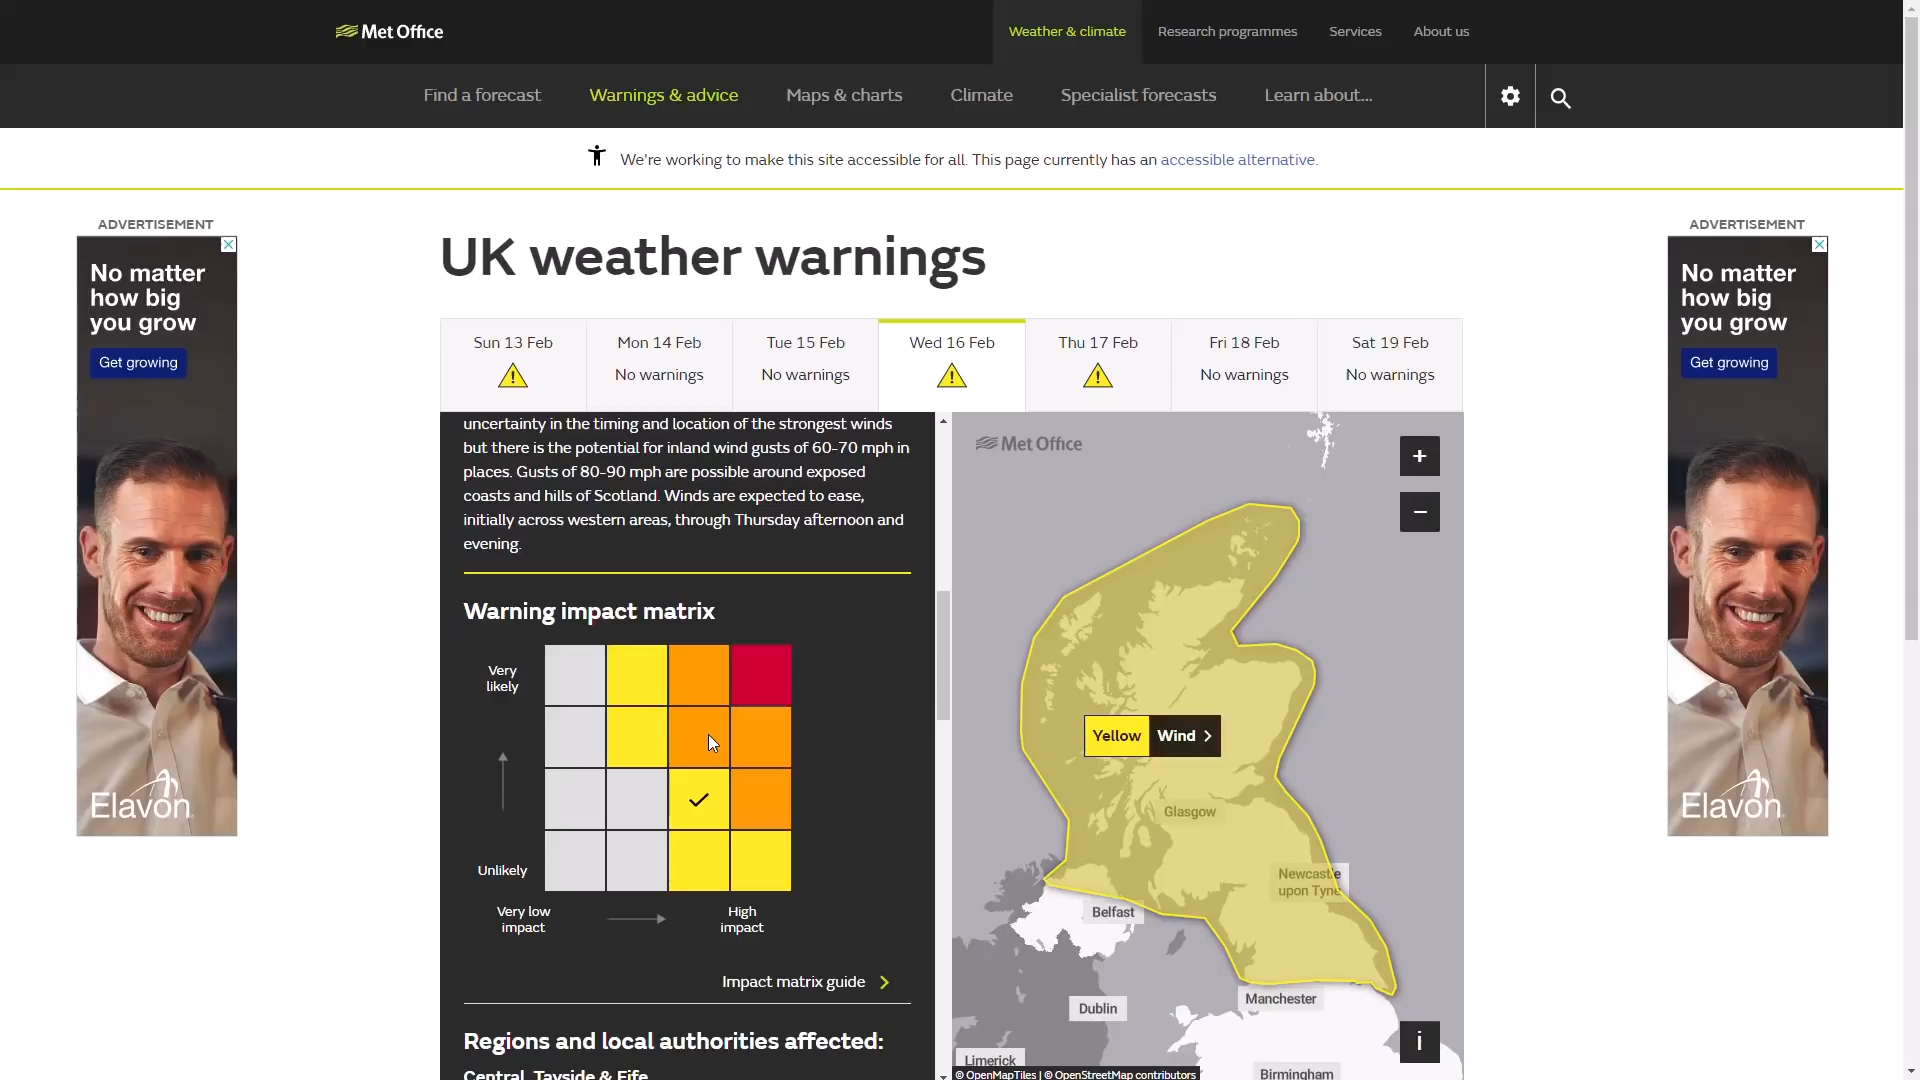 Met Office
Weather & climate
Research programmes
Services
About us
Find a forecast
Warnings & advice
Maps & charts
Climate
Specialist forecasts
Learn about...
We're working to make this site accessible for all. This page currently has an accessible alternative.
ADVERTISEMENT
No matter
how big
you grow
Get growing
Elavon
UK weather warnings
Sun 13 Feb
Mon 14 Feb
No warnings
Tue 15 Feb
No warnings
Wed 16 Feb
Thu 17 Feb
Fri 18 Feb
No warnings
Sat 19 Feb
No warnings
uncertainty in the timing and location of the strongest winds
but there is the potential for inland wind gusts of 60-70 mph in
places. Gusts of 80-90 mph are possible around exposed
coasts and hills of Scotland. Winds are expected to ease,
initially across western areas, through Thursday afternoon and
evening.
Warning impact matrix
Very
likely
Unlikely
Very low
impact
High
impact
Impact matrix guide
Regions and local authorities affected:
Central, Tayside & Fife
Met Office
+
−
Yellow Wind
Glasgow
Newcastle
upon Tyne
Belfast
Manchester
Dublin
i
Limerick
Birmingham
© OpenMapTiles | © OpenStreetMap contributors
ADVERTISEMENT
No matter
how big
you grow
Get growing
Elavon